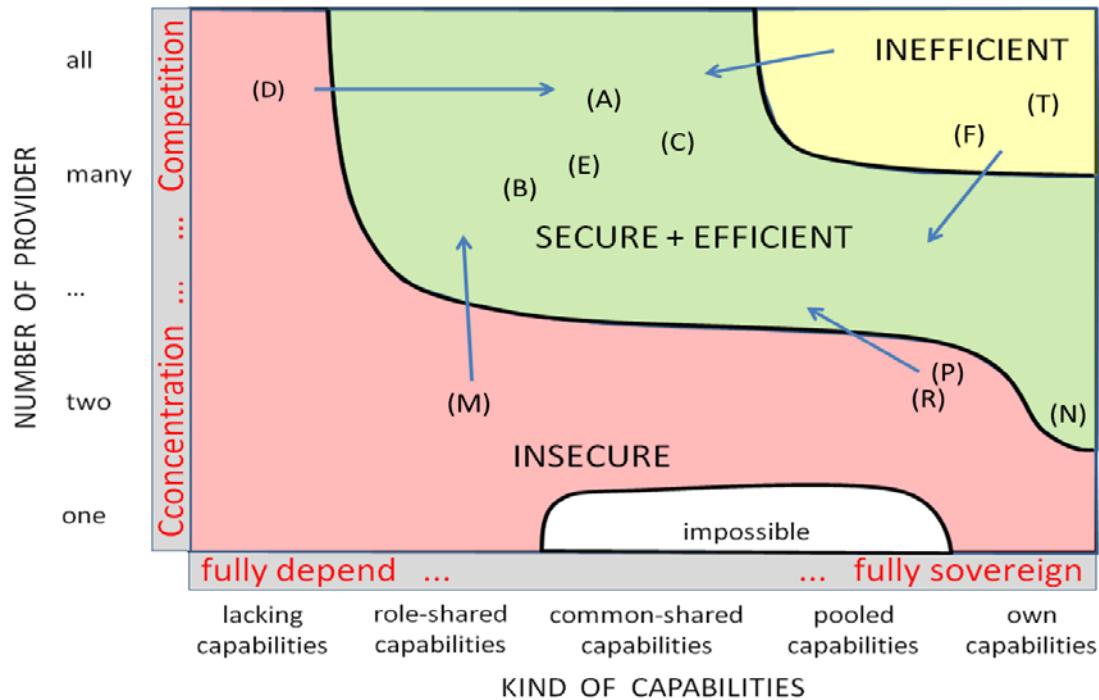 NUMBER OF PROVIDER
all
many
...
two
one
Cconcentration ... ... Competition
INEFFICIENT
(D)
(A)
(T)
(F)
(C)
(E)
(B)
SECURE + EFFICIENT
(P)
(M)
(R)
(N)
INSECURE
impossible
fully depend ... ... fully sovereign
lacking capabilities
role-shared capabilities
common-shared capabilities
pooled capabilities
own capabilities
KIND OF CAPABILITIES